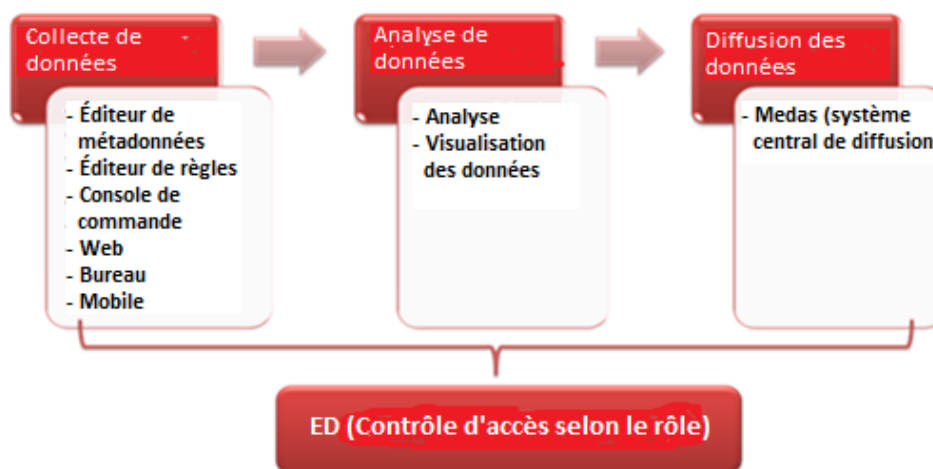 Collecte de
données
- Éditeur de
métadonnées
- Éditeur de règles
- Console de
commande
- Web
- Bureau
- Mobile
Analyse de
données
- Analyse
- Visualisation
des données
Diffusion des
données
- Medas (système
central de diffusion
ED (Contrôle d'accès selon le rôle)